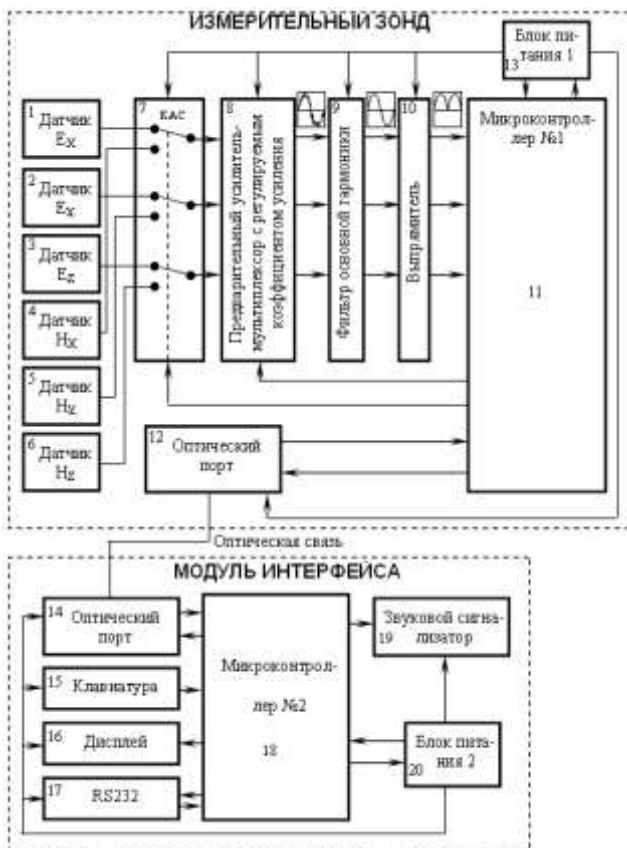 ИЗМЕРИТЕЛЬНЫЙ ЗОНД
Блок пи-
тания 1
13
1 Датчик
EX
2 Датчик
EY
3 Датчик
EZ
4 Датчик
HX
5 Датчик
HY
6 Датчик
HZ
7
КАС
8
Предварительный усилитель-
мультиплексор с регулируемым
коэффициентом усиления
9
Фильтр основной гармоники
10
Выпрямитель
Микроконтрол-
лер №1
11
12
Оптический
порт
Оптическая связь
МОДУЛЬ ИНТЕРФЕЙСА
14
Оптический
порт
15
Клавиатура
16
Дисплей
17
RS232
Микроконтрол-
лер №2
18
Звуковой сигна-
лизатор
19
Блок пита-
ния 2
20